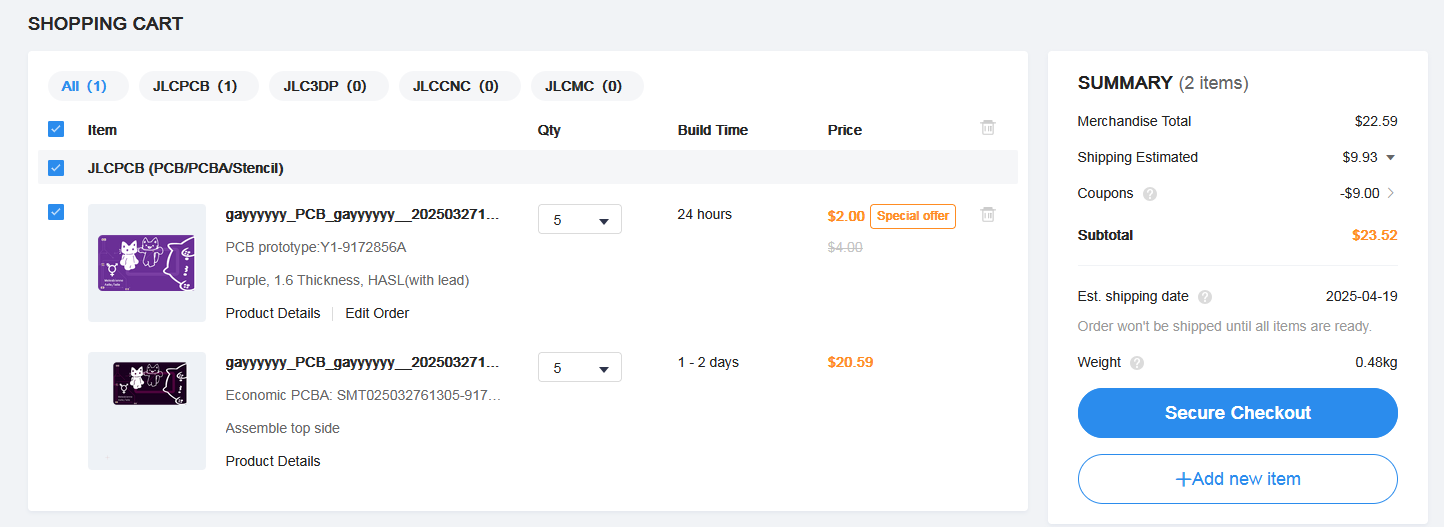 SHOPPING CART
All (1) JLCPCB (1) JLC3DP (0) JLCCNC (0) JLCMC (0)
Item Qty Build Time Price
JLCPCB (PCB/PCBA/Stencil)
gayyyyyy_PCB_gayyyyyy__202503271... 5 24 hours $2.00 Special offer
PCB prototype:Y1-9172856A $4.00
Purple, 1.6 Thickness, HASL(with lead)
Product Details | Edit Order
gayyyyyy_PCB_gayyyyyy__202503271... 5 1 - 2 days $20.59
Economic PCBA: SMT025032761305-917...
Assemble top side
Product Details
SUMMARY (2 items)
Merchandise Total $22.59
Shipping Estimated $9.93
Coupons ? -$9.00
Subtotal $23.52
Est. shipping date ? 2025-04-19
Order won't be shipped until all items are ready.
Weight ? 0.48kg
Secure Checkout
+Add new item